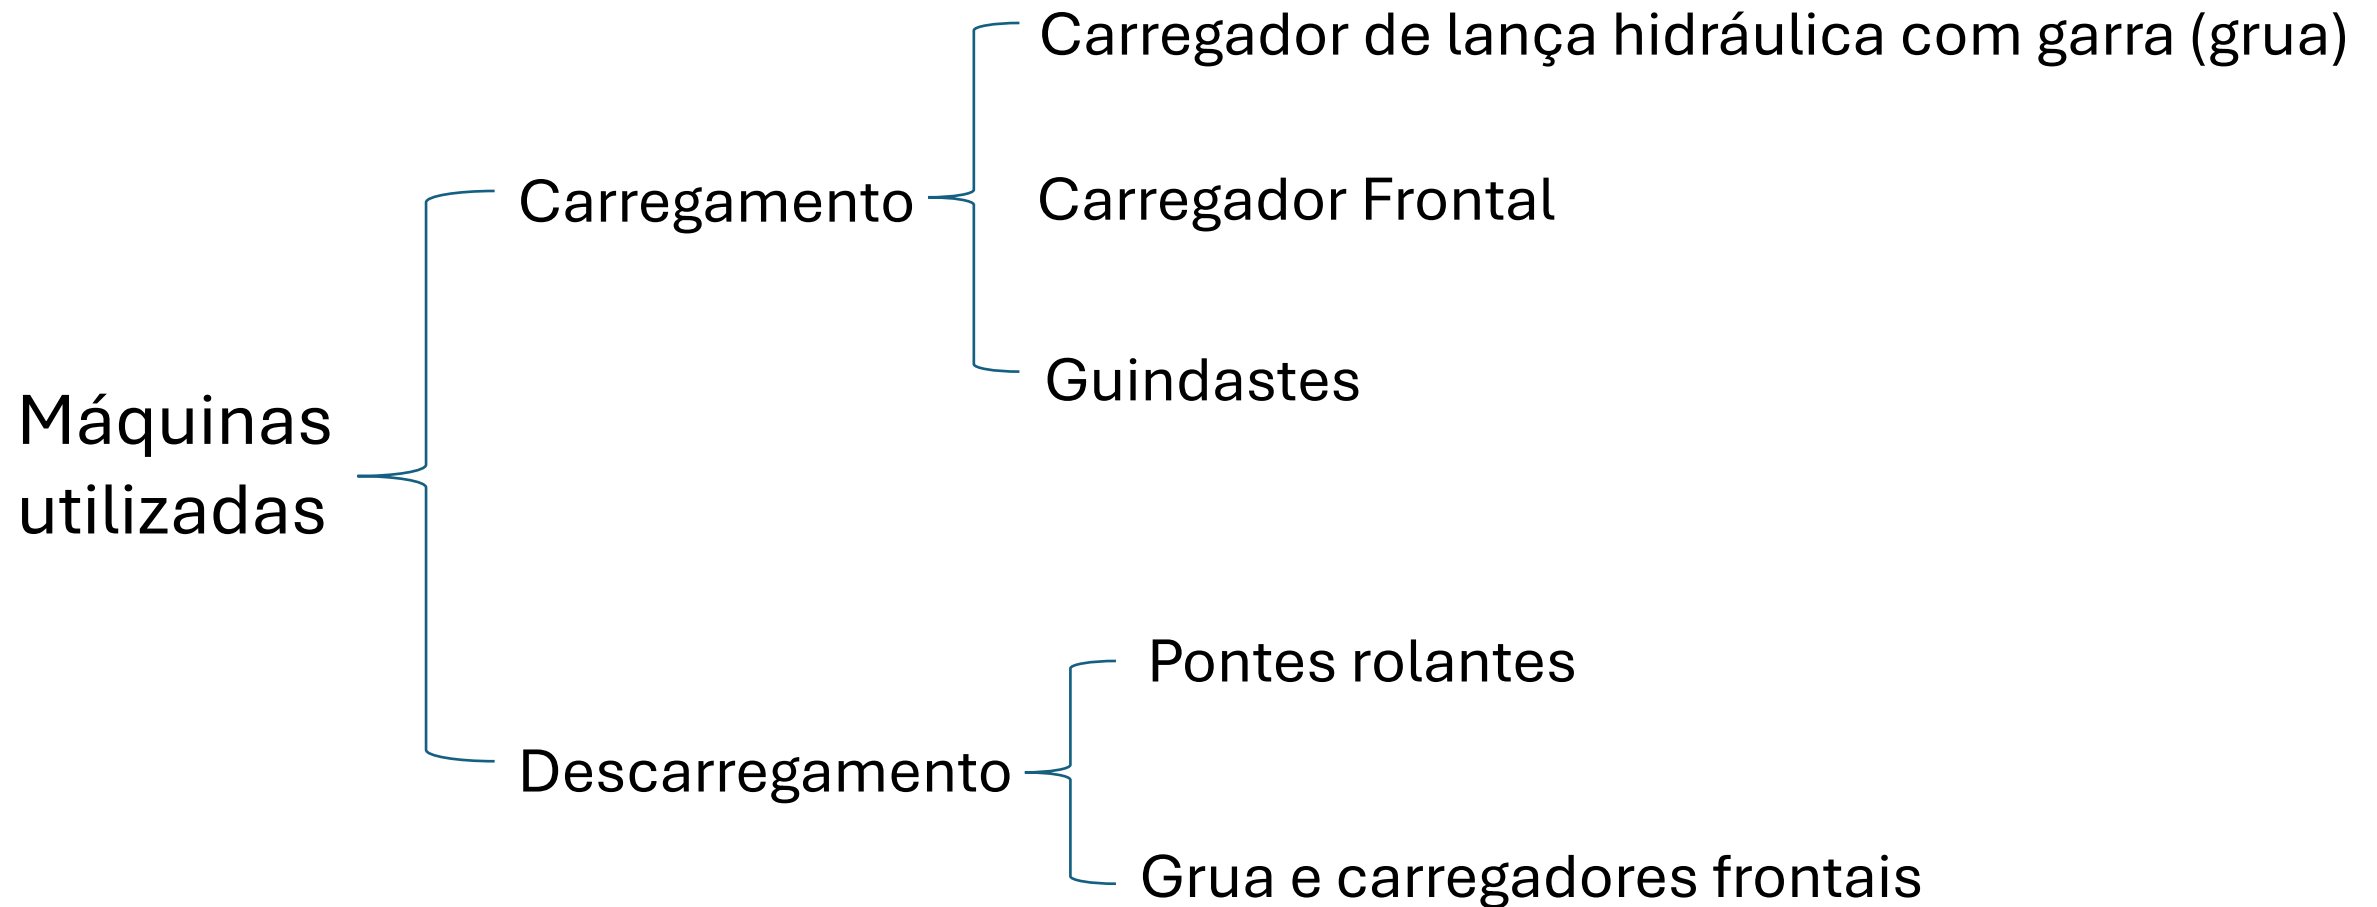 Carregador de lança hidráulica com garra (grua)
Carregamento
Carregador Frontal
Guindastes
Máquinas
utilizadas
Pontes rolantes
Descarregamento
Grua e carregadores frontais